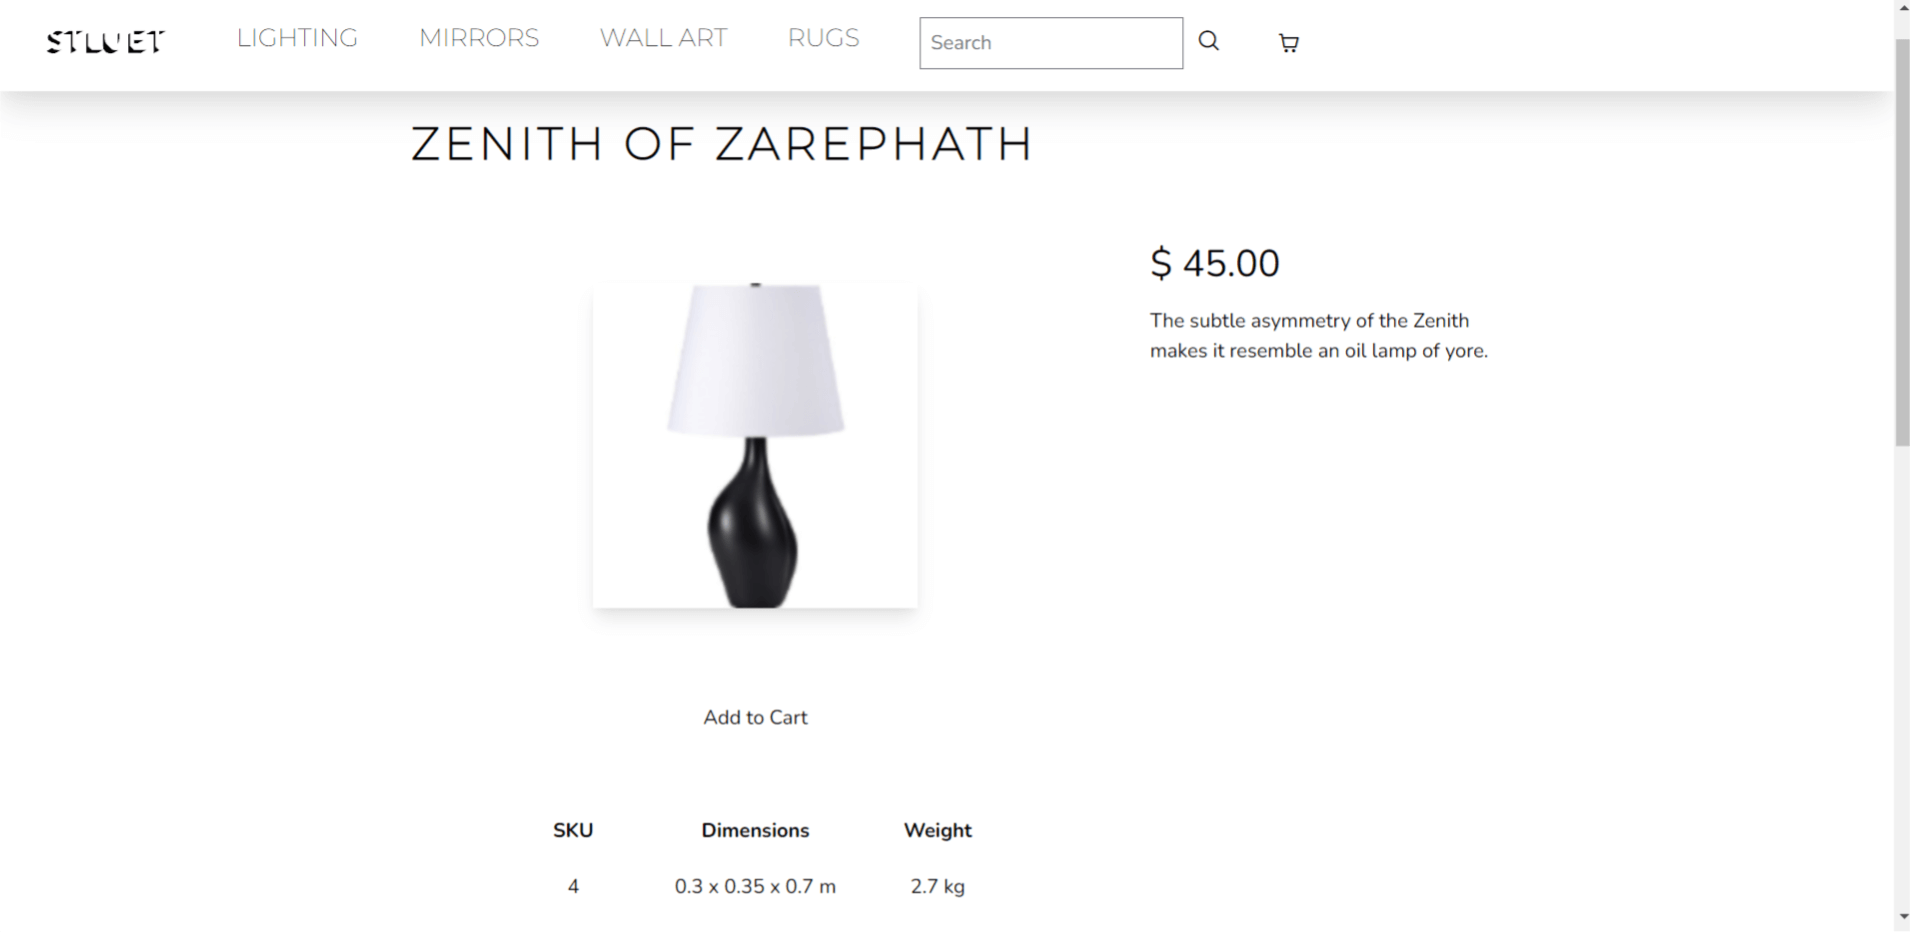 STLUET
LIGHTING
MIRRORS
WALL ART
RUGS
Search
ZENITH OF ZAREPHATH
$ 45.00
The subtle asymmetry of the Zenith
makes it resemble an oil lamp of yore.
Add to Cart
SKU Dimensions Weight
4 0.3 x 0.35 x 0.7 m 2.7 kg